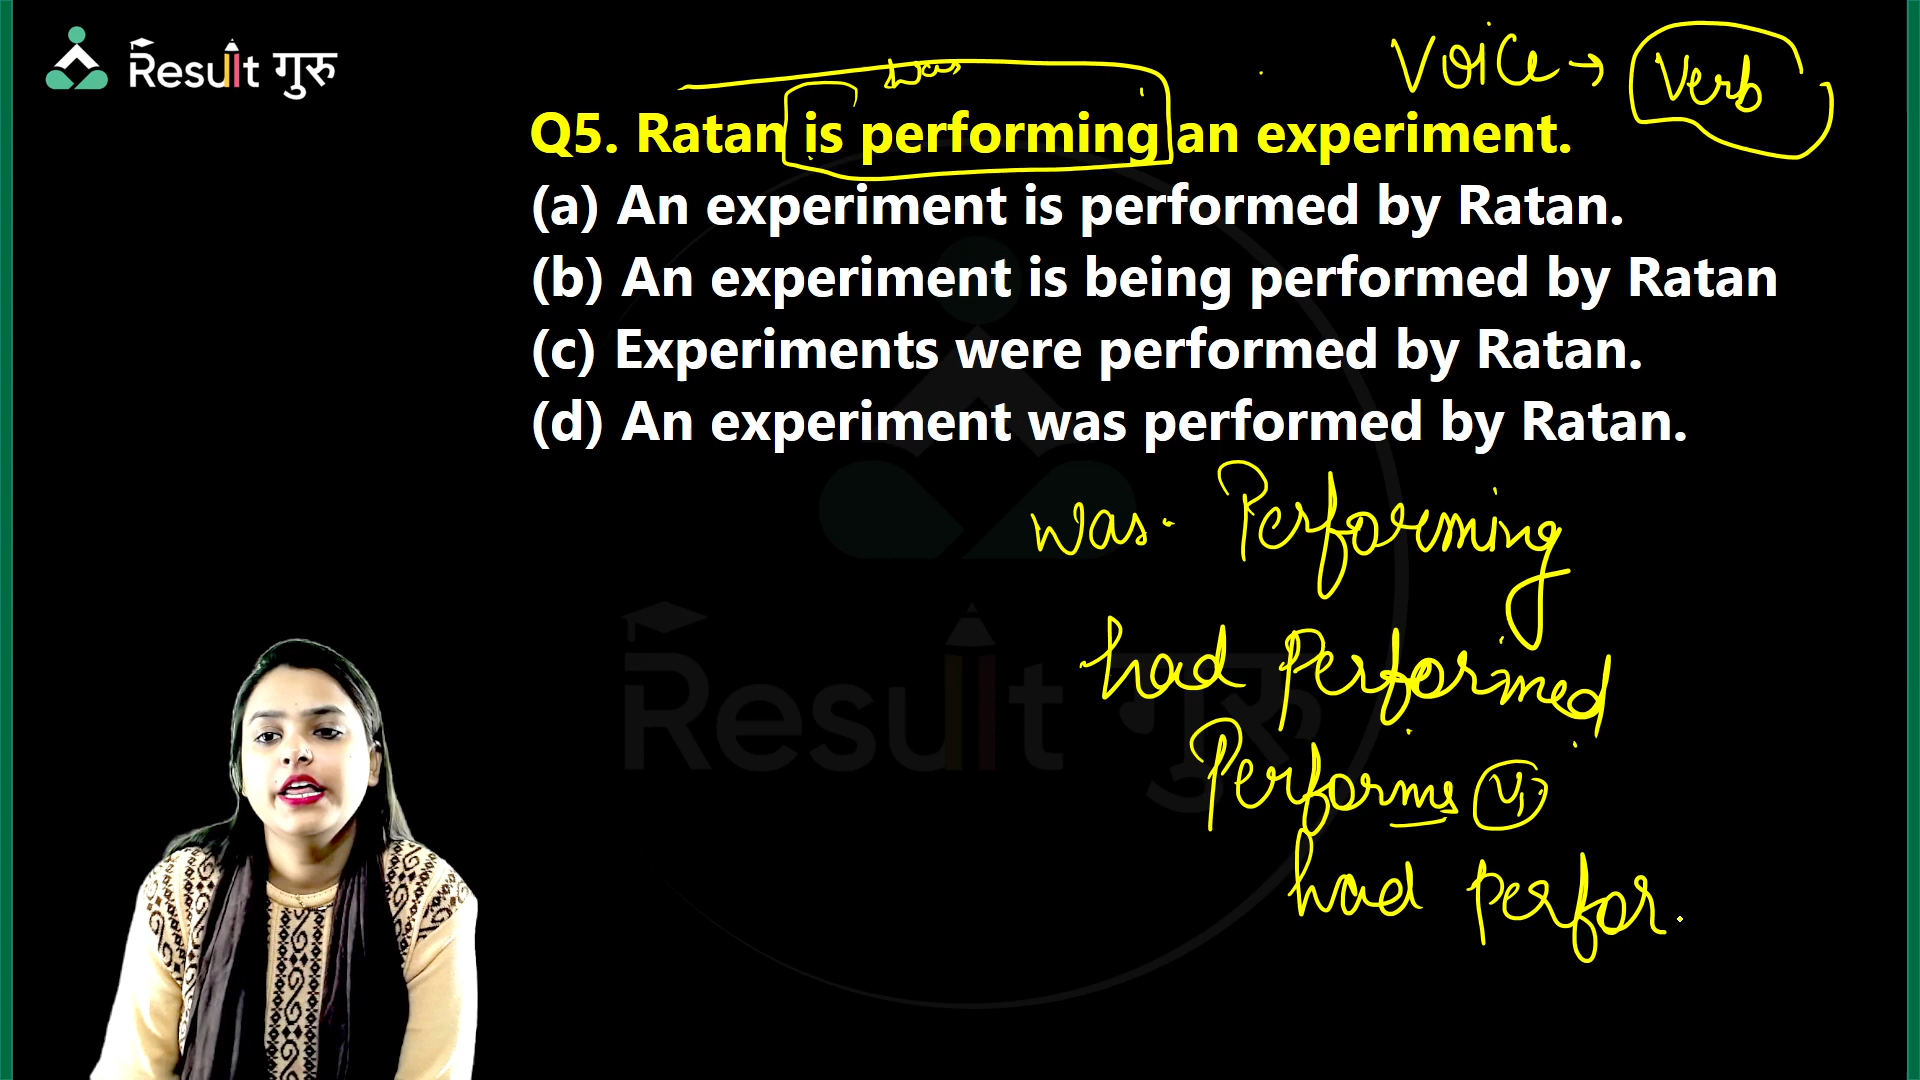 Result गुरु
Voice → Verb
was
Q5. Ratan is performing an experiment.
(a) An experiment is performed by Ratan.
(b) An experiment is being performed by Ratan
(c) Experiments were performed by Ratan.
(d) An experiment was performed by Ratan.
was. Performing
had Performed
Performs V1
had perfor.
Result गुरु